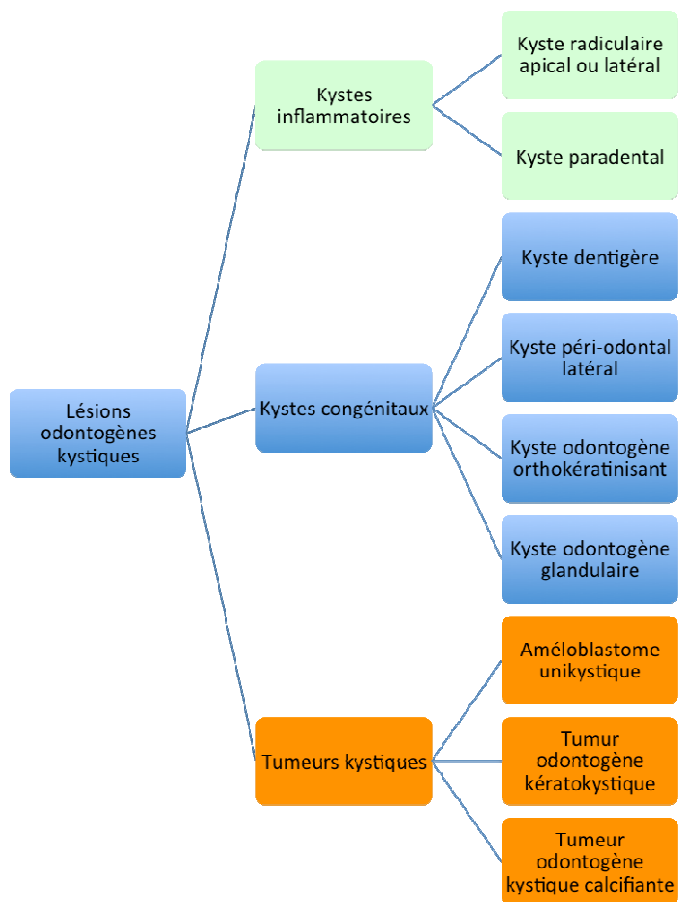 Lésions
odontogènes
kystiques
Kystes
inflammatoires
Kyste radiculaire
apical ou latéral
Kyste paradental
Kystes congénitaux
Kyste dentigère
Kyste péri-odontal
latéral
Kyste odontogène
orthokératinisant
Kyste odontogène
glandulaire
Tumeurs kystiques
Améloblastome
unikystique
Tumur
odontogène
kératokystique
Tumeur
odontogène
kystique calcifiante